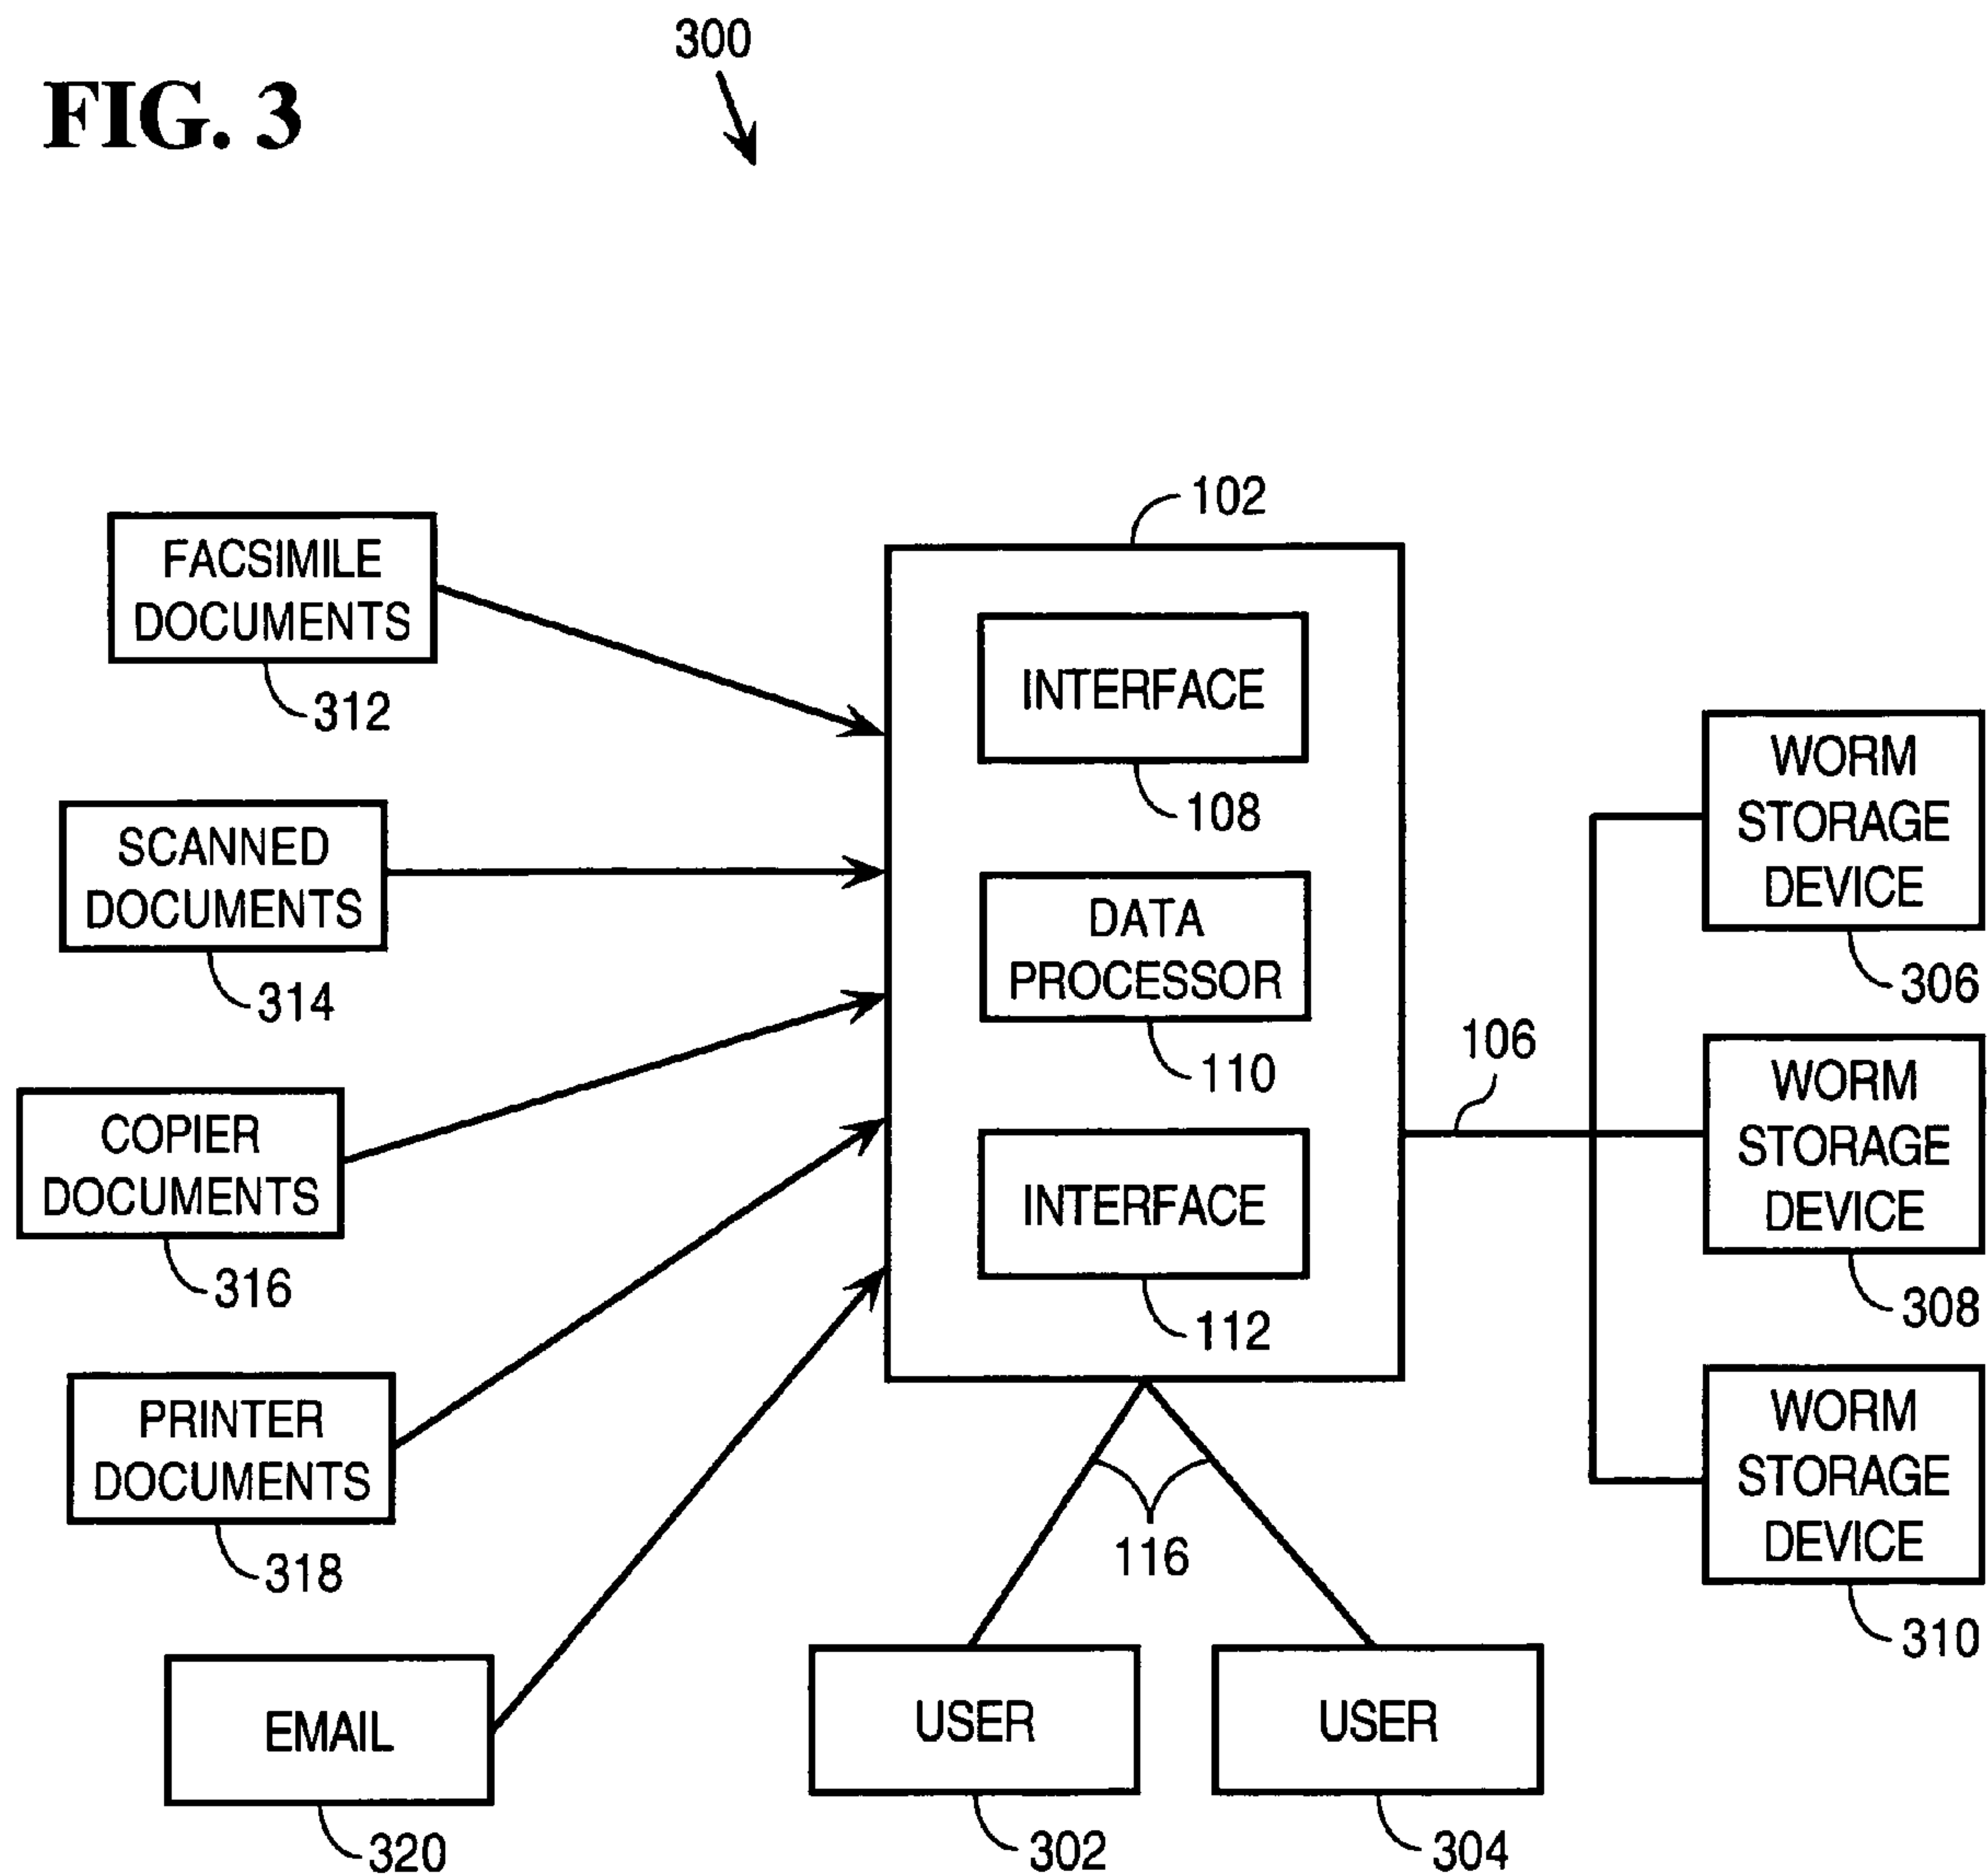 300
FIG. 3
102
FACSIMILE
DOCUMENTS
312
INTERFACE
108
SCANNED
DOCUMENTS
314
DATA
PROCESSOR
110
COPIER
DOCUMENTS
316
INTERFACE
112
PRINTER
DOCUMENTS
318
EMAIL
320
116
USER
302
USER
304
106
WORM
STORAGE
DEVICE
306
WORM
STORAGE
DEVICE
308
WORM
STORAGE
DEVICE
310